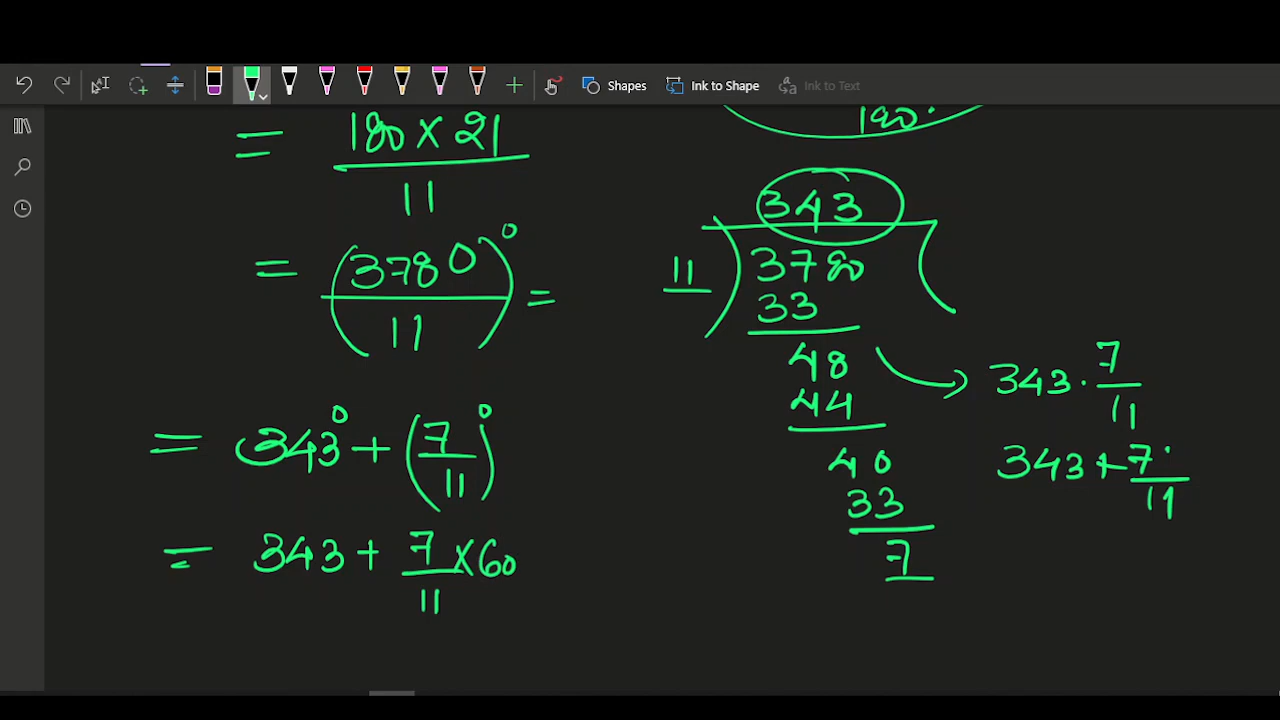 Shapes Ink to Shape Ink to Text
180 × 21
= ―
11
180.
= (3780/11)° =
343
11 ) 3780 (
33
48
44
40
33
7
343 · 7/11
343 + 7/11
= 343° + (7/11)°
= 343 + 7/11 × 60